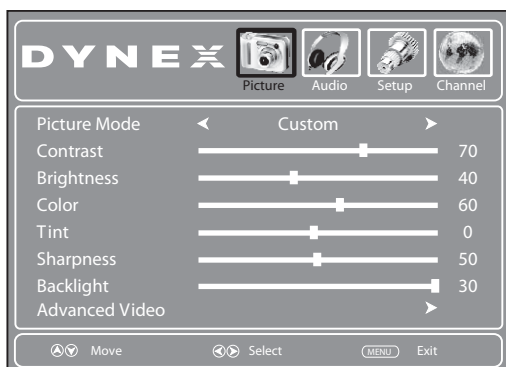 DYNEX
Picture Audio Setup Channel
Picture Mode Custom
Contrast 70
Brightness 40
Color 60
Tint 0
Sharpness 50
Backlight 30
Advanced Video
Move Select MENU Exit